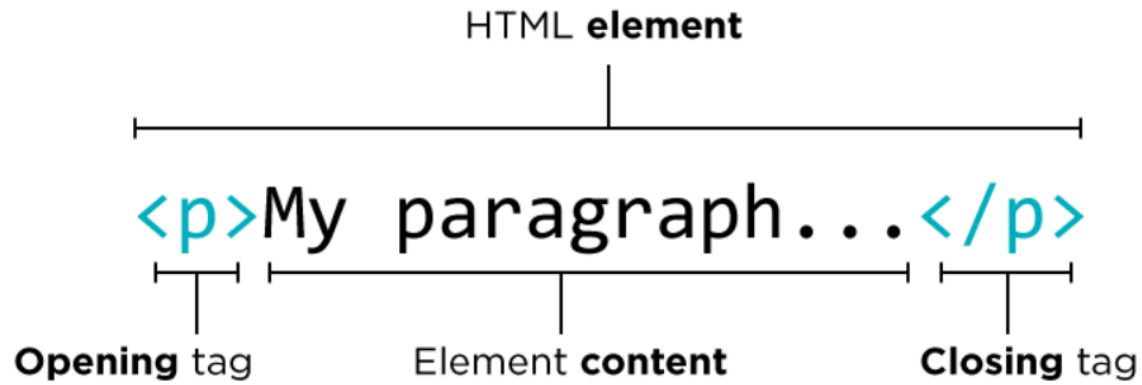 HTML element
<p>My paragraph...</p>
Opening tag Element content Closing tag